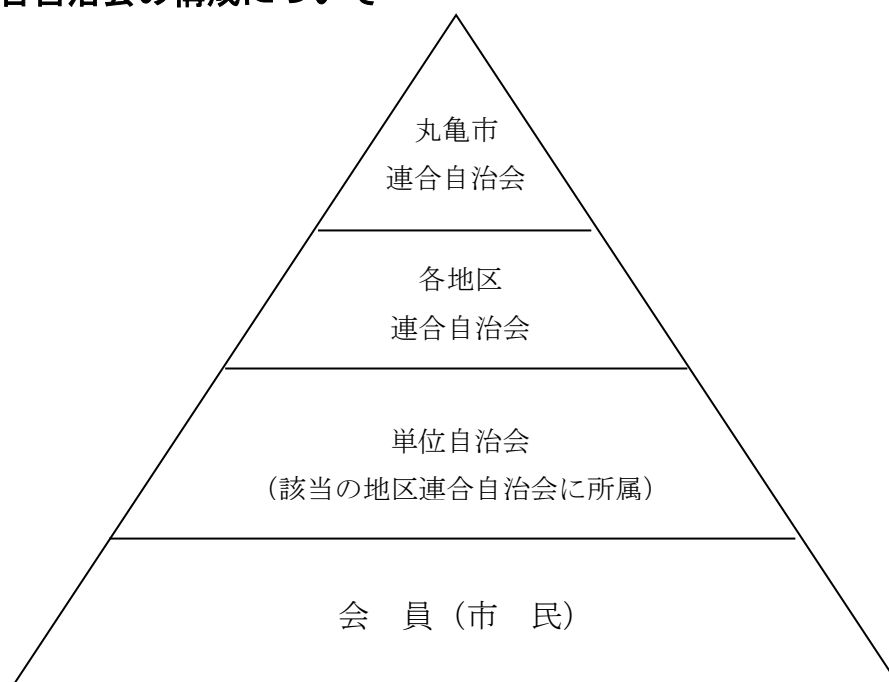 自治会の構成について
丸亀市
連合自治会
各地区
連合自治会
単位自治会
（該当の地区連合自治会に所属）
会　員（市　民）